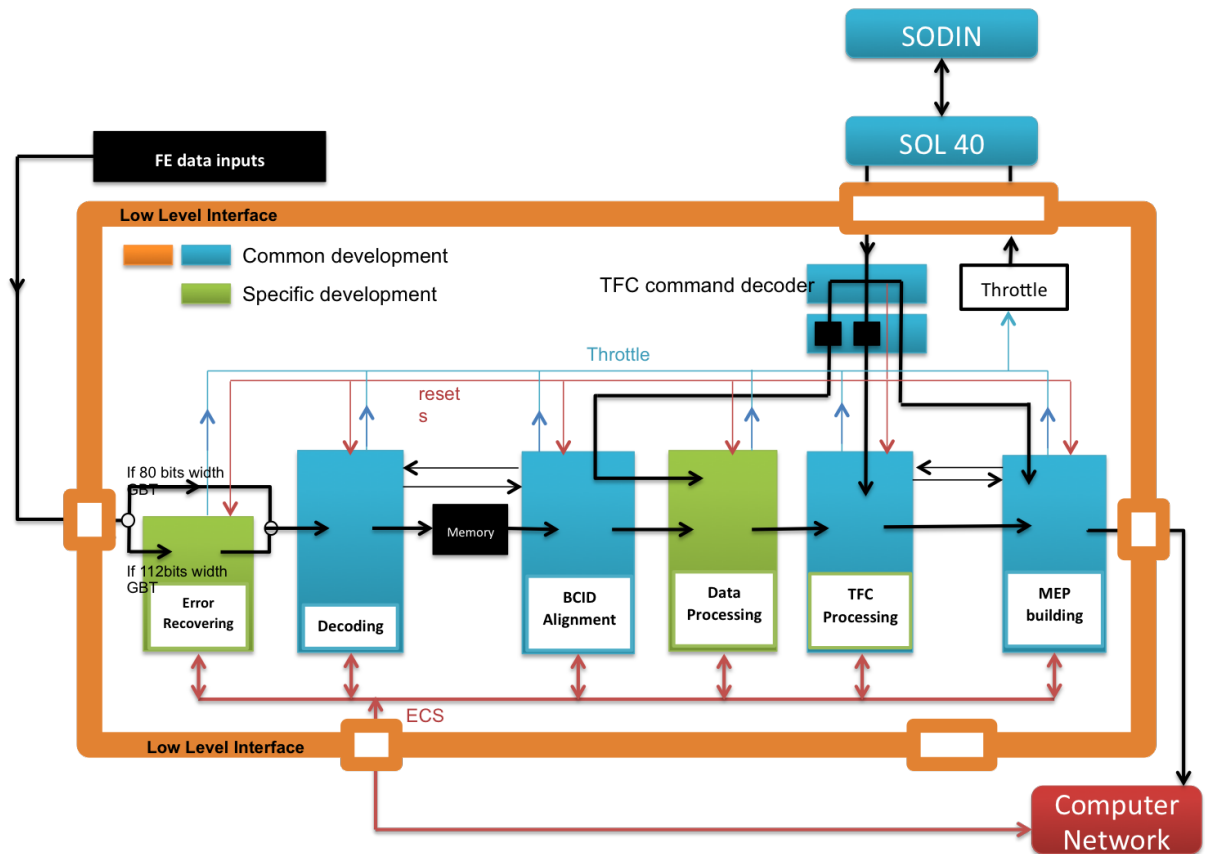 SODIN
SOL 40
FE data inputs
Low Level Interface
Common development
Specific development
TFC command decoder
Throttle
Throttle
reset
s
If 80 bits width
GBT
If 112bits width
GBT
Memory
Error
Recovering
Decoding
BCID
Alignment
Data
Processing
TFC
Processing
MEP
building
ECS
Low Level Interface
Computer
Network